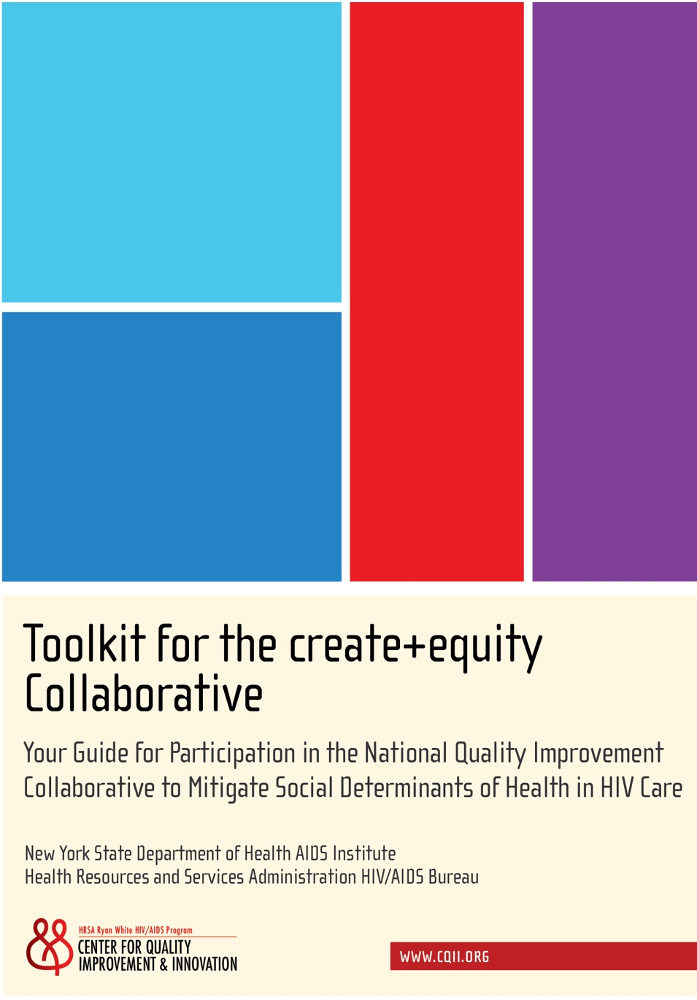 Toolkit for the create+equity
Collaborative
Your Guide for Participation in the National Quality Improvement
Collaborative to Mitigate Social Determinants of Health in HIV Care
New York State Department of Health AIDS Institute
Health Resources and Services Administration HIV/AIDS Bureau
HRSA Ryan White HIV/AIDS Program
CENTER FOR QUALITY
IMPROVEMENT & INNOVATION
WWW.CQII.ORG